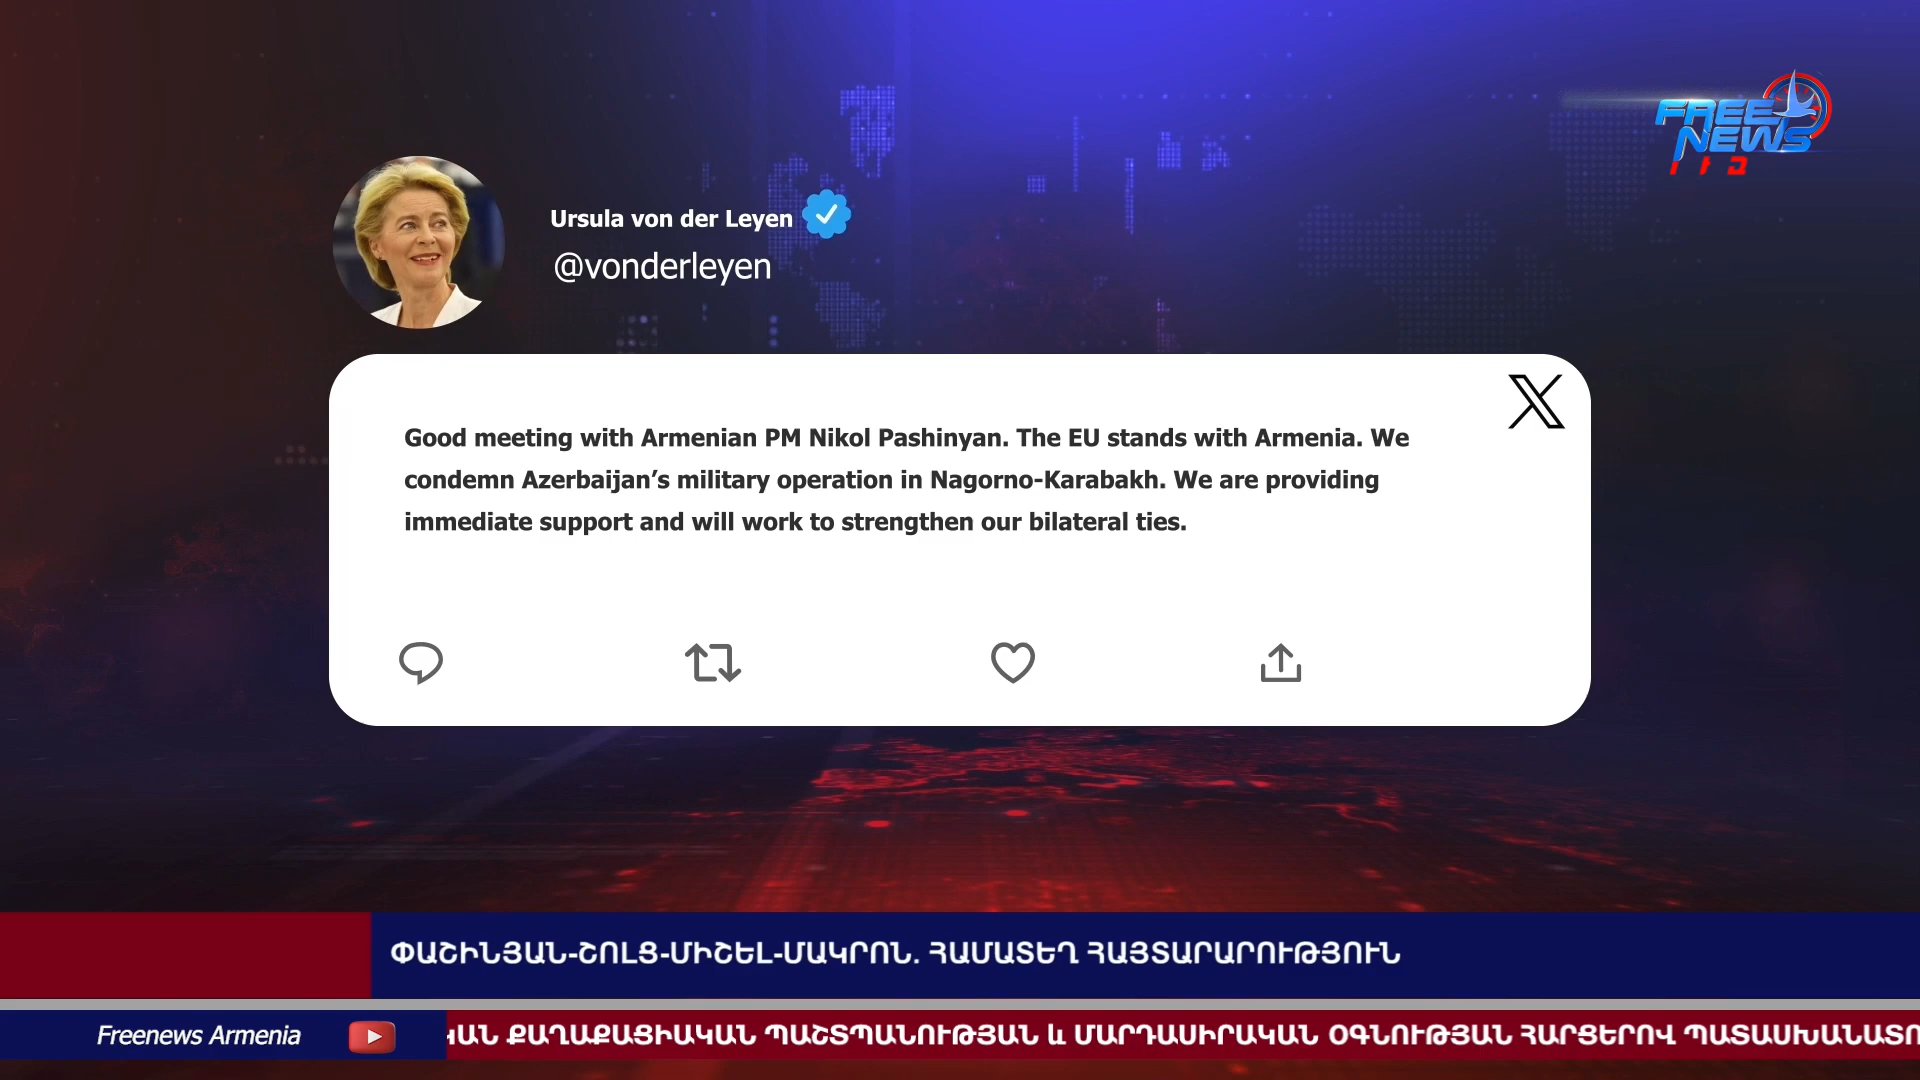 FREE
NEWS
Ursula von der Leyen
@vonderleyen
Good meeting with Armenian PM Nikol Pashinyan. The EU stands with Armenia. We
condemn Azerbaijan’s military operation in Nagorno-Karabakh. We are providing
immediate support and will work to strengthen our bilateral ties.
ՓԱՇԻՆՅԱՆ-ՇՈԼՑ-ՄԻՇԵԼ-ՄԱԿՐՈՆ. ՀԱՄԱՏԵՂ ՀԱՅՏԱՐԱՐՈՒԹՅՈՒՆ
Freenews Armenia
ԿԱՆ ՔԱՂԱՔԱՑԻԱԿԱՆ ՊԱՇՏՊԱՆՈՒԹՅԱՆ և ՄԱՐԴԱՍԻՐԱԿԱՆ ՕԳՆՈՒԹՅԱՆ ՀԱՐՑԵՐՈՎ ՊԱՏԱՍԽԱՆԱՏՈ